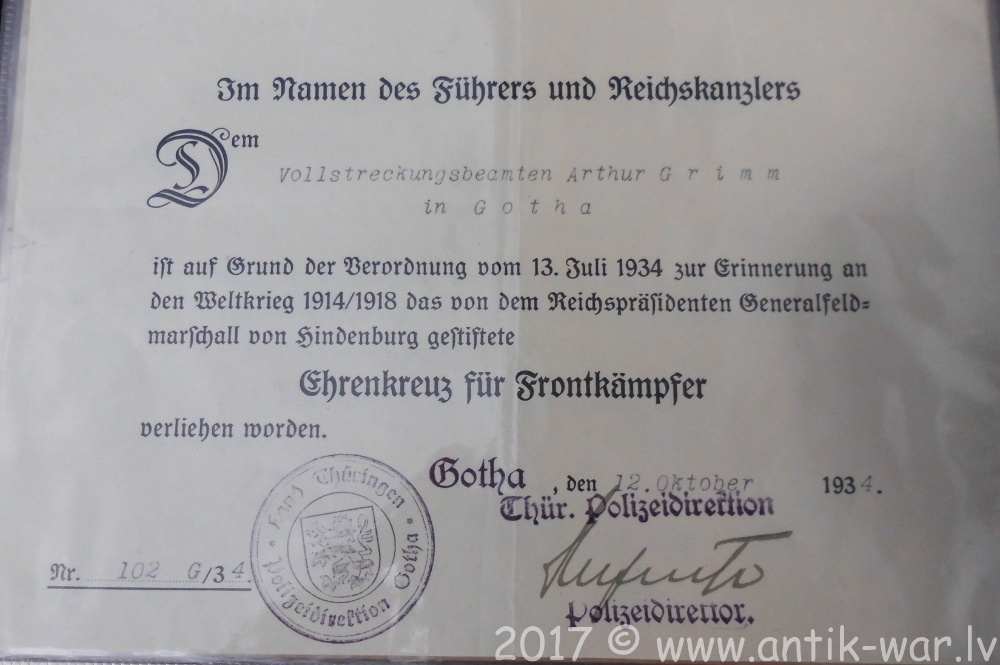 Im Namen des Führers und Reichskanzlers
Dem
Vollstreckungsbeamten Arthur G r i m m
in G o t h a
ist auf Grund der Verordnung vom 13. Juli 1934 zur Erinnerung an
den Weltkrieg 1914/1918 das von dem Reichspräsidenten Generalfeld=
marschall von Hindenburg gestiftete
Ehrenkreuz für Frontkämpfer
verliehen worden.
Gotha, den 12. Oktober 1934.
Thür. Polizeidirektion
Land Thüringen
Polizeidirektion Gotha
Nr. 102 G/34
Polizeidirektor.
2017 © www.antik-war.lv